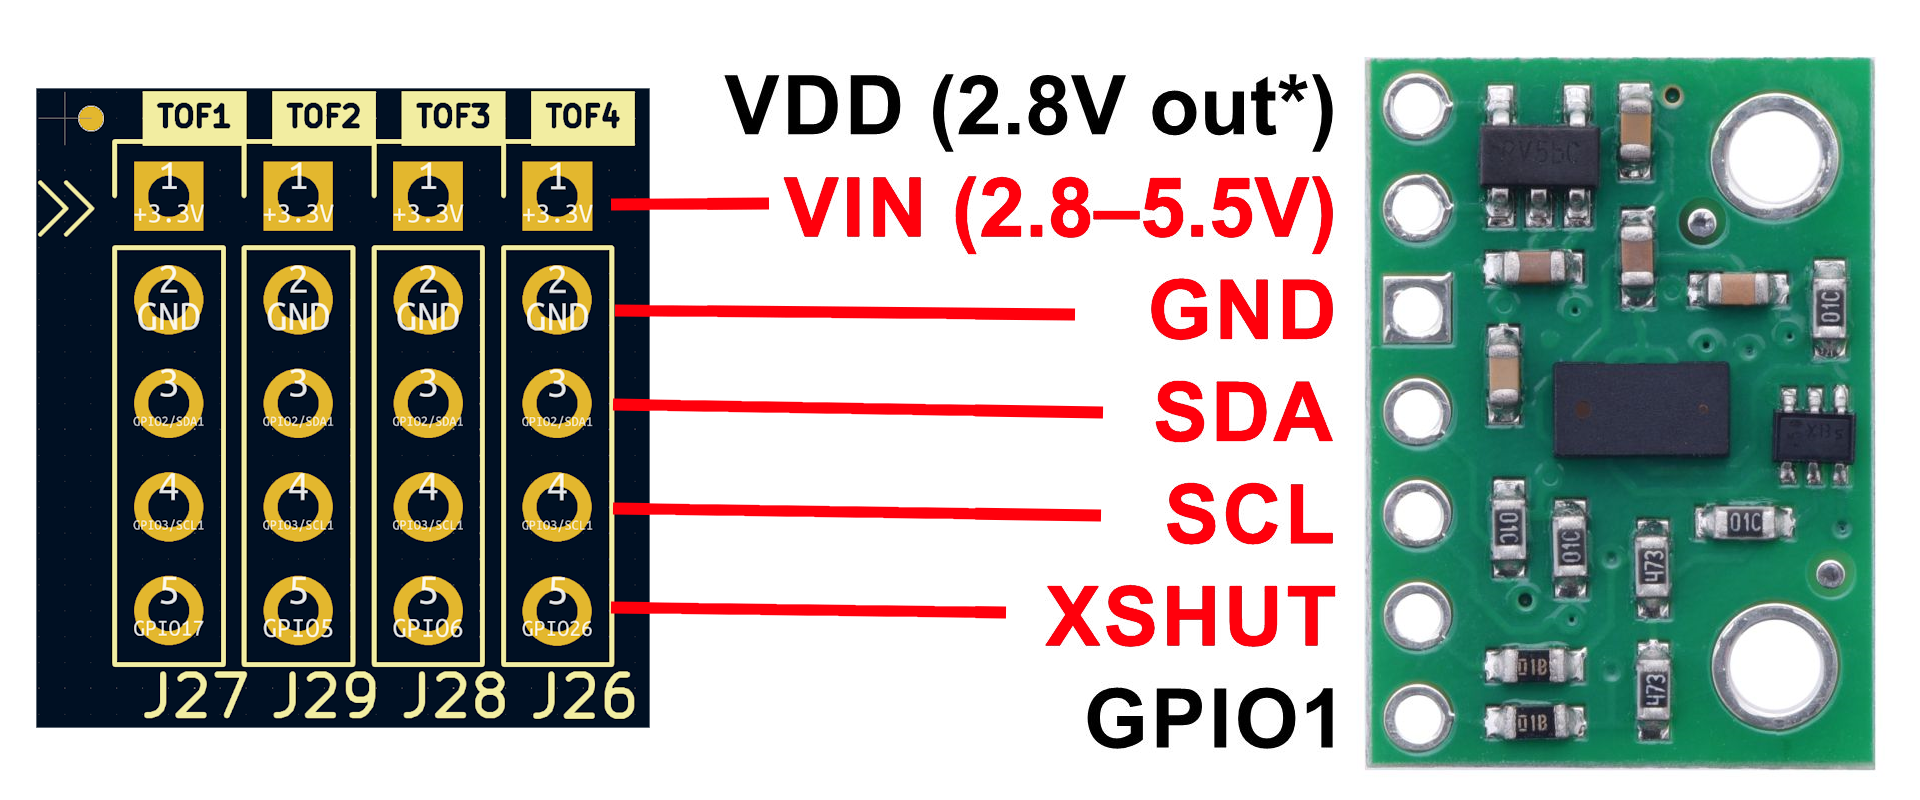 TOF1 TOF2 TOF3 TOF4
1 1 1 1
+3.3V +3.3V +3.3V +3.3V
2 2 2 2
GND GND GND GND
3 3 3 3
GPIO2/SDA1 GPIO2/SDA1 GPIO2/SDA1 GPIO2/SDA1
4 4 4 4
GPIO3/SCL1 GPIO3/SCL1 GPIO3/SCL1 GPIO3/SCL1
5 5 5 5
GPIO17 GPIO5 GPIO6 GPIO26
J27 J29 J28 J26
VDD (2.8V out*)
VIN (2.8–5.5V)
GND
SDA
SCL
XSHUT
GPIO1
01C
01C
01C
01C
473
473
01B
01B